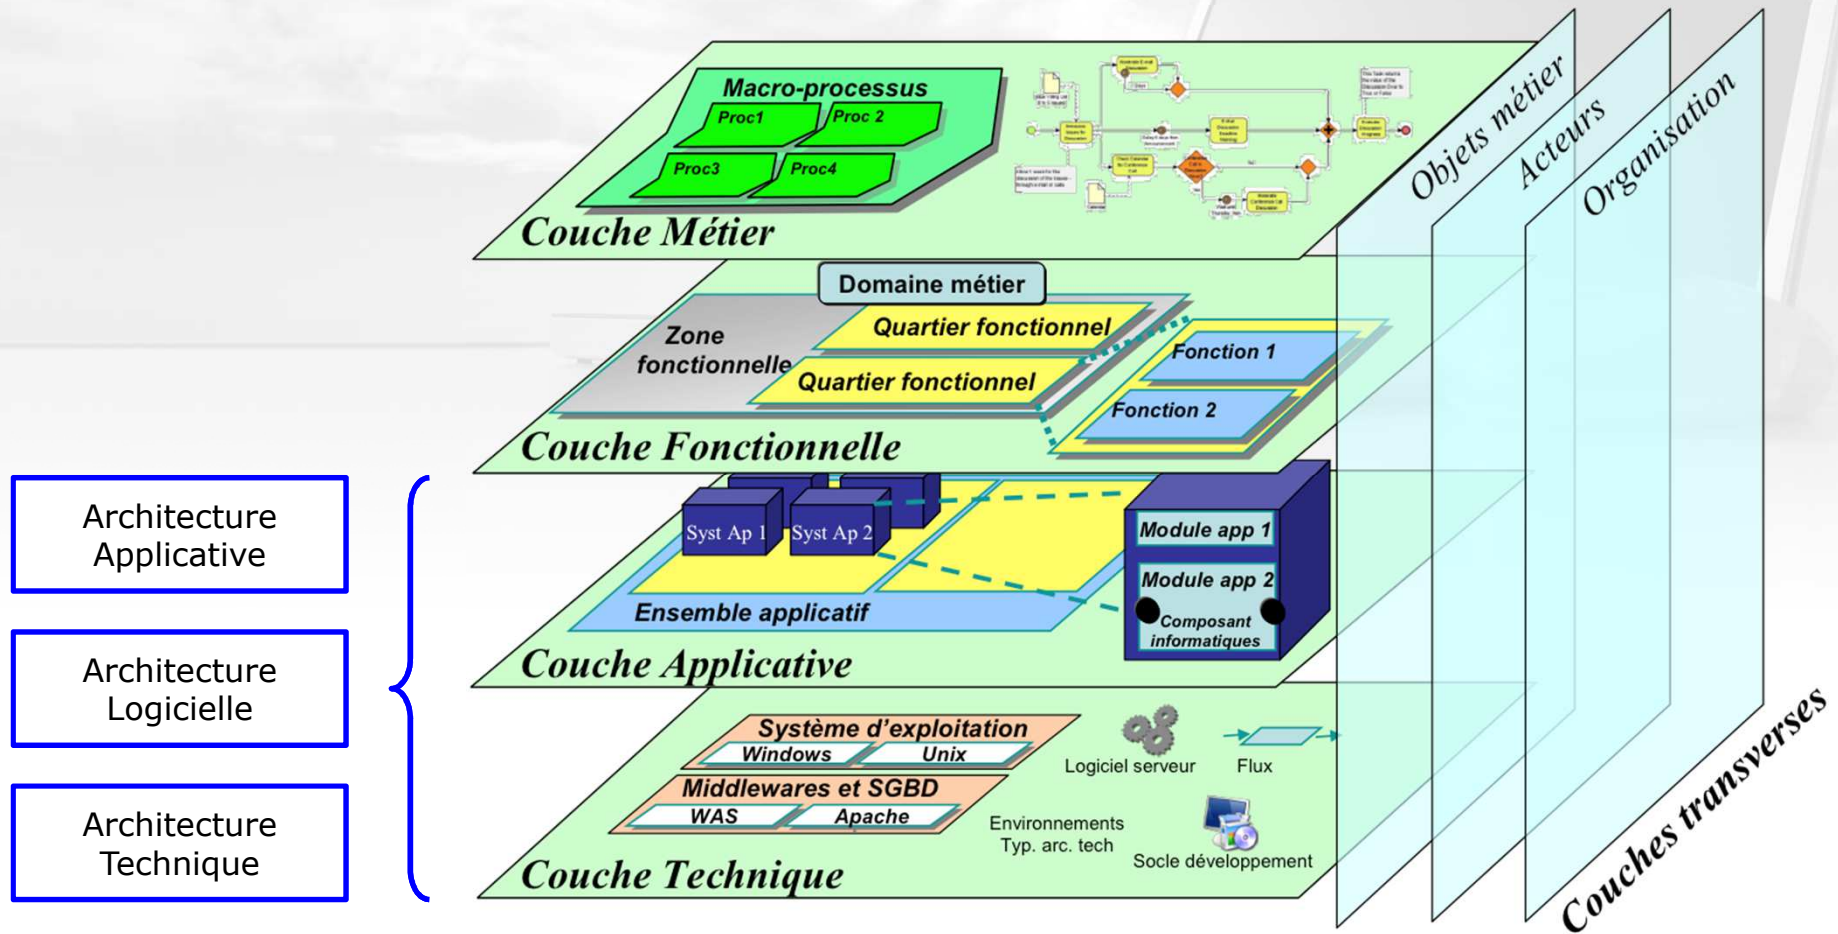 Macro-processus
Proc1
Proc 2
Proc3
Proc4
Couche Métier
Objets métier
Acteurs
Organisation
Domaine métier
Zone
fonctionnelle
Quartier fonctionnel
Quartier fonctionnel
Fonction 1
Fonction 2
Couche Fonctionnelle
Architecture
Applicative
Architecture
Logicielle
Architecture
Technique
Syst Ap 1
Syst Ap 2
Ensemble applicatif
Module app 1
Module app 2
Composant
informatiques
Couche Applicative
Système d’exploitation
Windows
Unix
Middlewares et SGBD
WAS
Apache
Logiciel serveur
Flux
Environnements
Typ. arc. tech
Socle développement
Couche Technique
Couches transverses